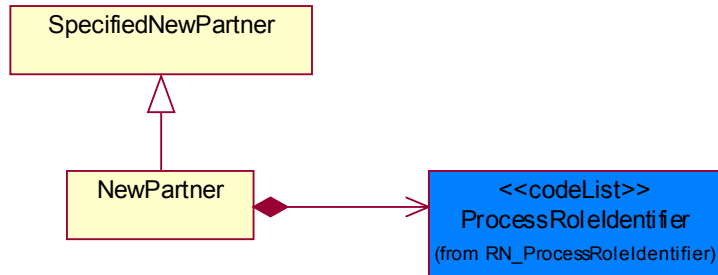 SpecifiedNewPartner
NewPartner
<<codeList>>
ProcessRoleIdentifier
(from RN_ProcessRoleIdentifier)